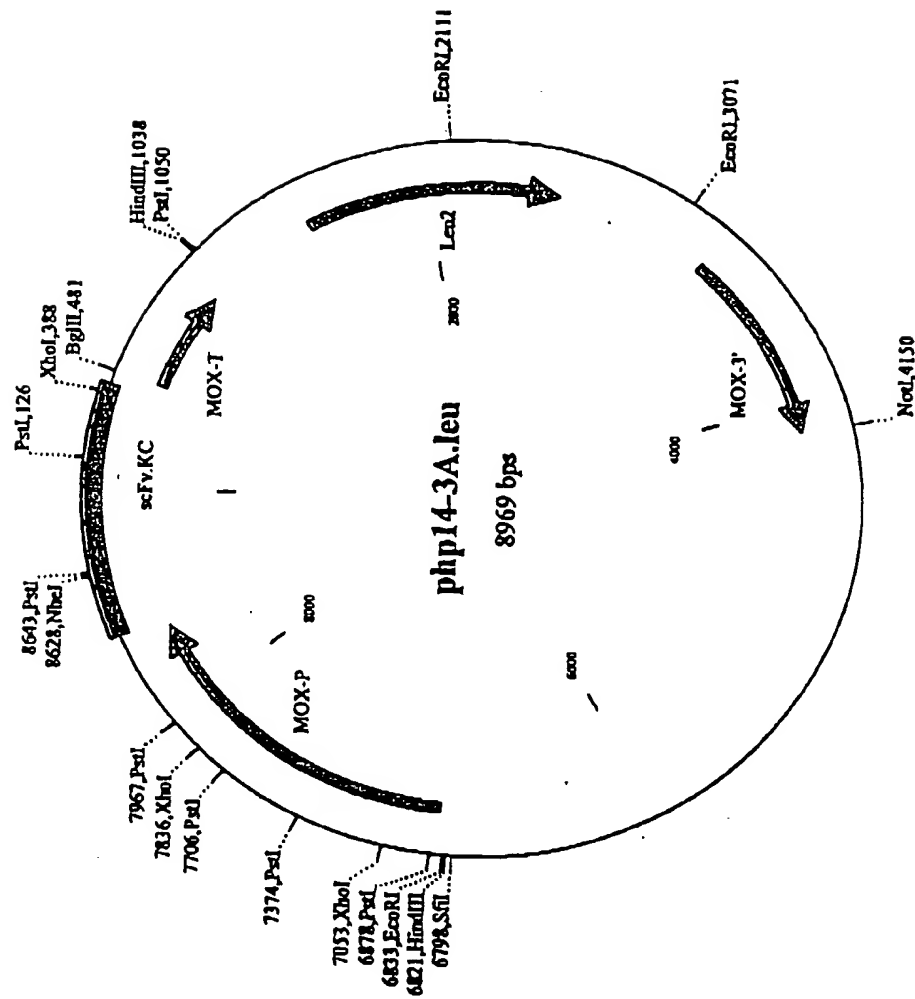 php14-3A.leu
8969 bps
EcoRI,2111
EcoRI,3071
NotI,4150
HindIII,1038
PstI,1050
XhoI,388
BglII,481
PstI,126
8643,PstI
8628,NheI
7967,PstI
7836,XhoI
7706,PstI
7374,PstI
7053,XhoI
6878,PstI
6833,EcoRI
6821,HindIII
6798,SfiI
scFv.KC
MOX-T
Leu2
MOX-3'
MOX-P
4000
6000
8000